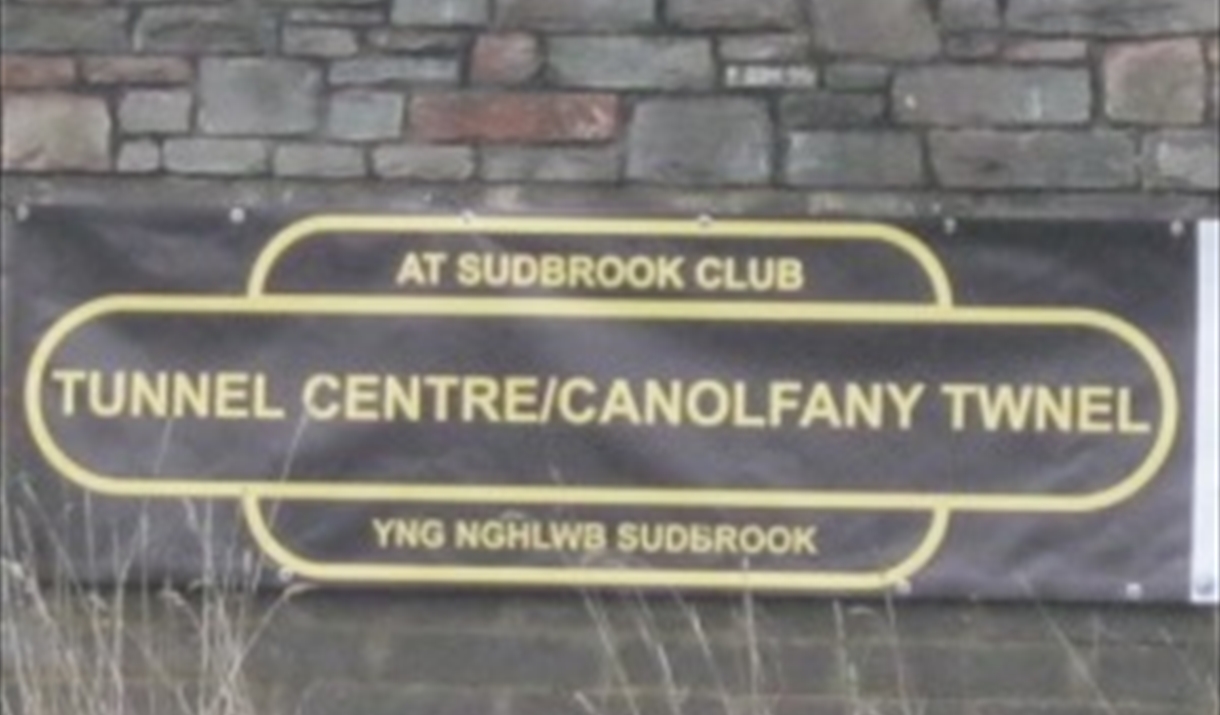 AT SUDBROOK CLUB
TUNNEL CENTRE/CANOLFANY TWNEL
YNG NGHLWB SUDBROOK